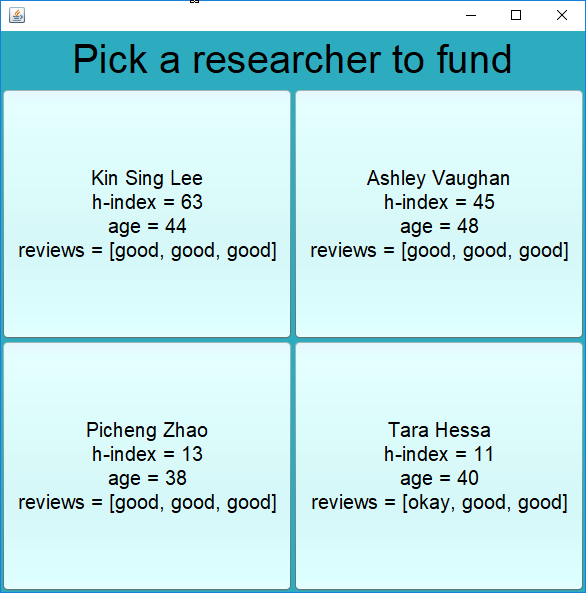 Pick a researcher to fund
Kin Sing Lee
h-index = 63
age = 44
reviews = [good, good, good]
Ashley Vaughan
h-index = 45
age = 48
reviews = [good, good, good]
Picheng Zhao
h-index = 13
age = 38
reviews = [good, good, good]
Tara Hessa
h-index = 11
age = 40
reviews = [okay, good, good]